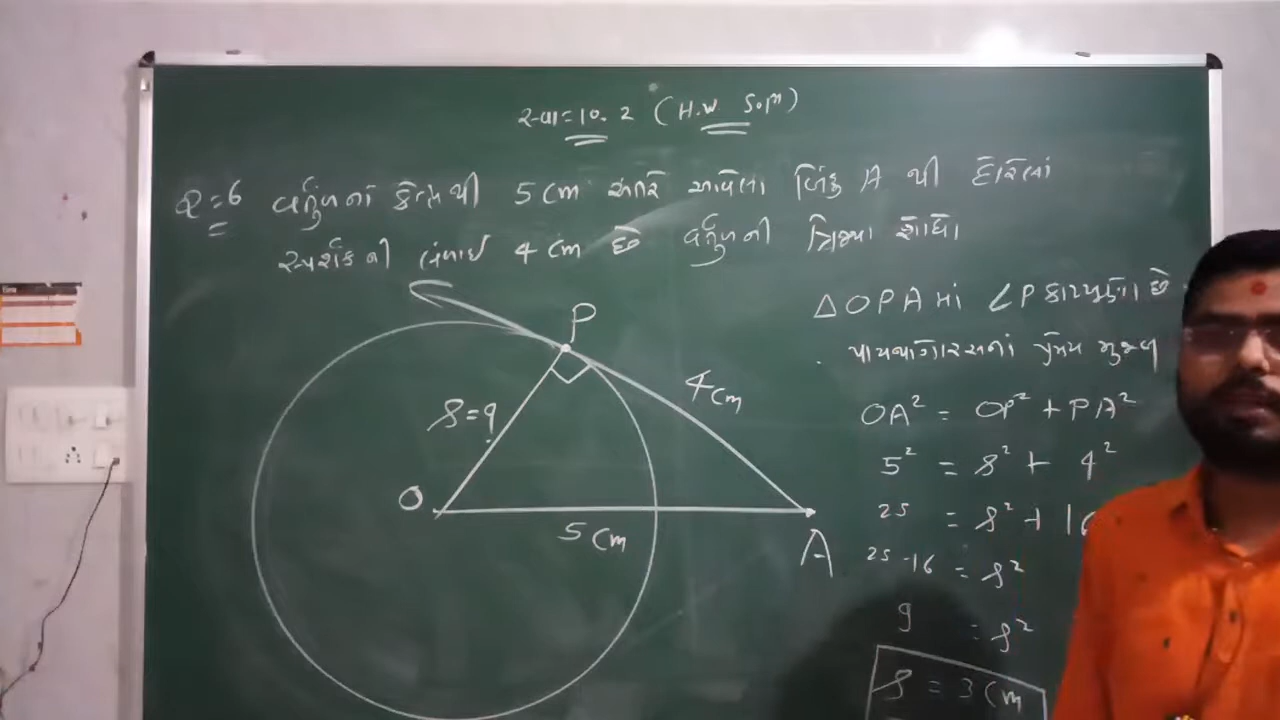 સ્વા=10.2 (H.W. Som)
Q=6 વર્તુળનાં કેન્દ્રથી 5 cm અંતરે આવેલા બિંદુ A થી દોરેલાં
સ્પર્શકની લંબાઈ 4 cm છે વર્તુળની ત્રિજ્યા શોધો
P
4 cm
r=?
O
5 cm
A
△OPA માં ∠P કાટખૂણો છે
પાયથાગોરસનાં પ્રમેય મુજબ
OA² = OP² + PA²
5² = r² + 4²
25 = r² + 16
25 - 16 = r²
9 = r²
r = 3 cm